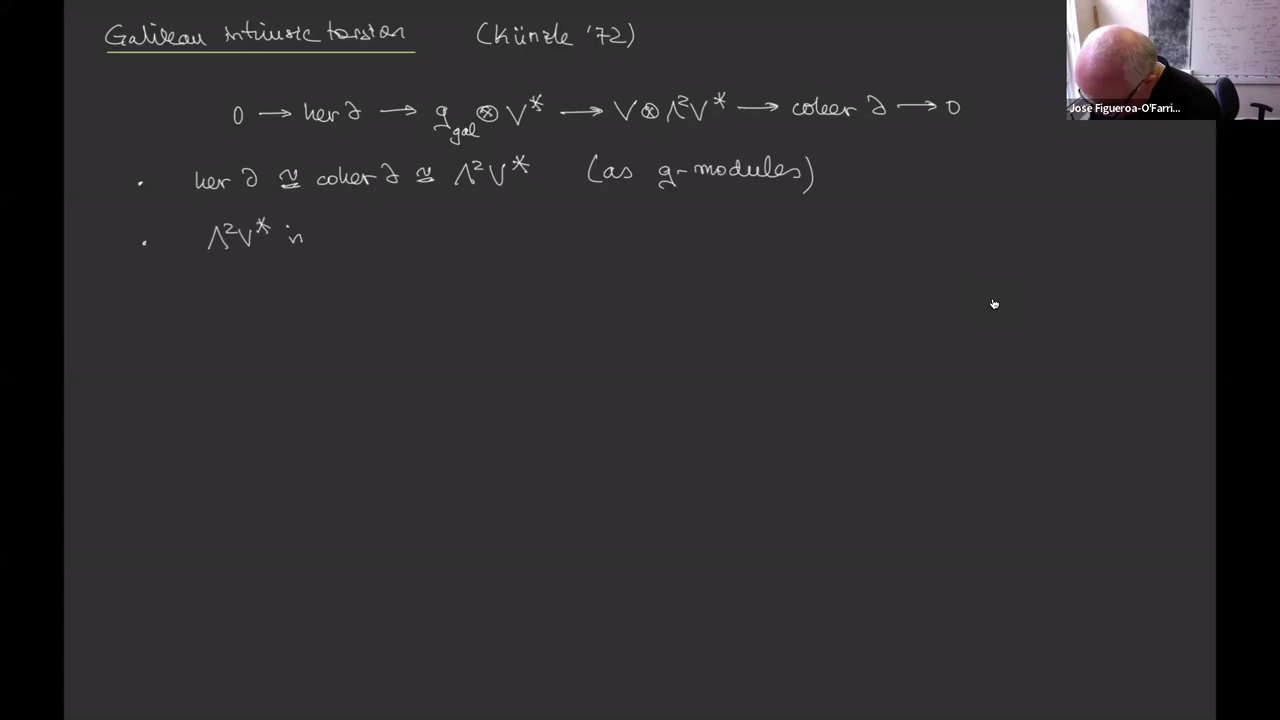 Galilean intrinsic torsion (Künzle '72)
0 → ker ∂ → g_gal ⊗ V* → V ⊗ Λ²V* → coker ∂ → 0
· ker ∂ ≅ coker ∂ ≅ Λ²V* (as g-modules)
· Λ²V* in
Jose Figueroa-O'Farri...